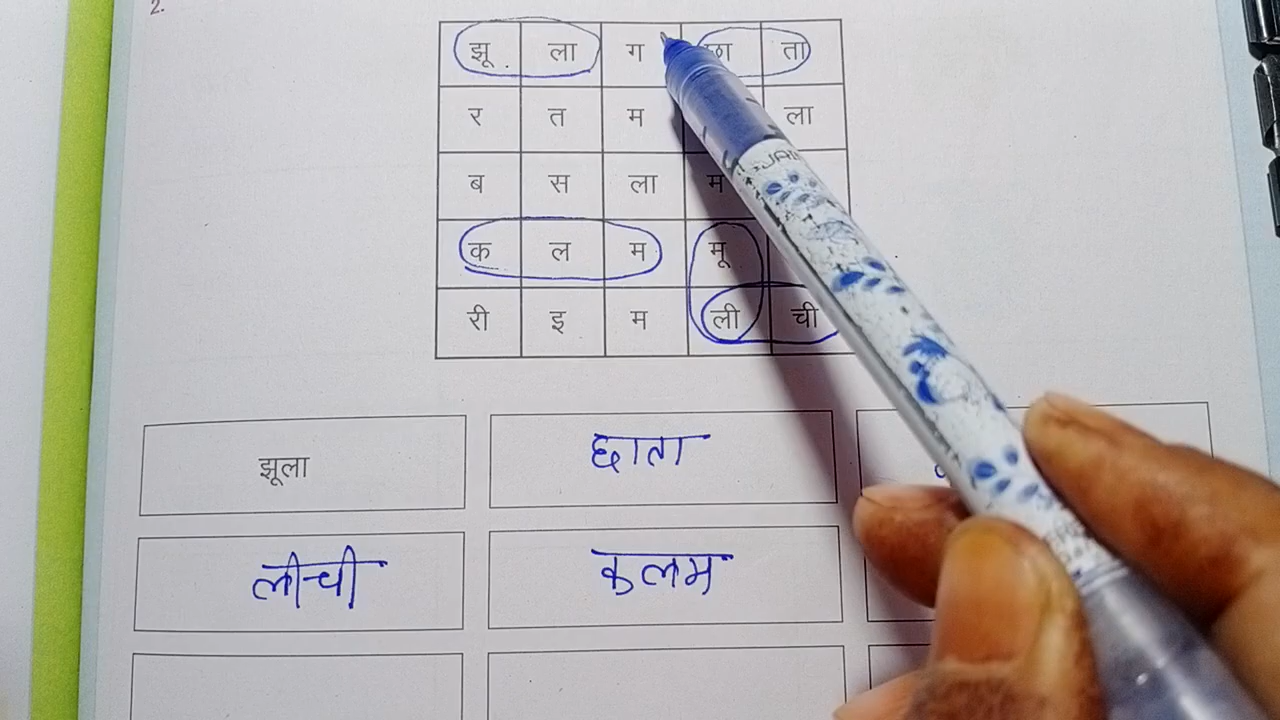 2.
झू ला ग छा ता
र त म ला
ब स ला म
क ल म मू
री इ म ली ची
झूला छाता
लीची कलम